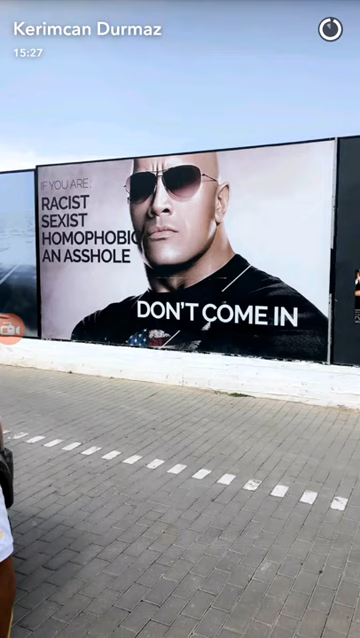 Kerimcan Durmaz
15:27
IF YOU ARE:
RACIST
SEXIST
HOMOPHOBIC
AN ASSHOLE
DON'T COME IN